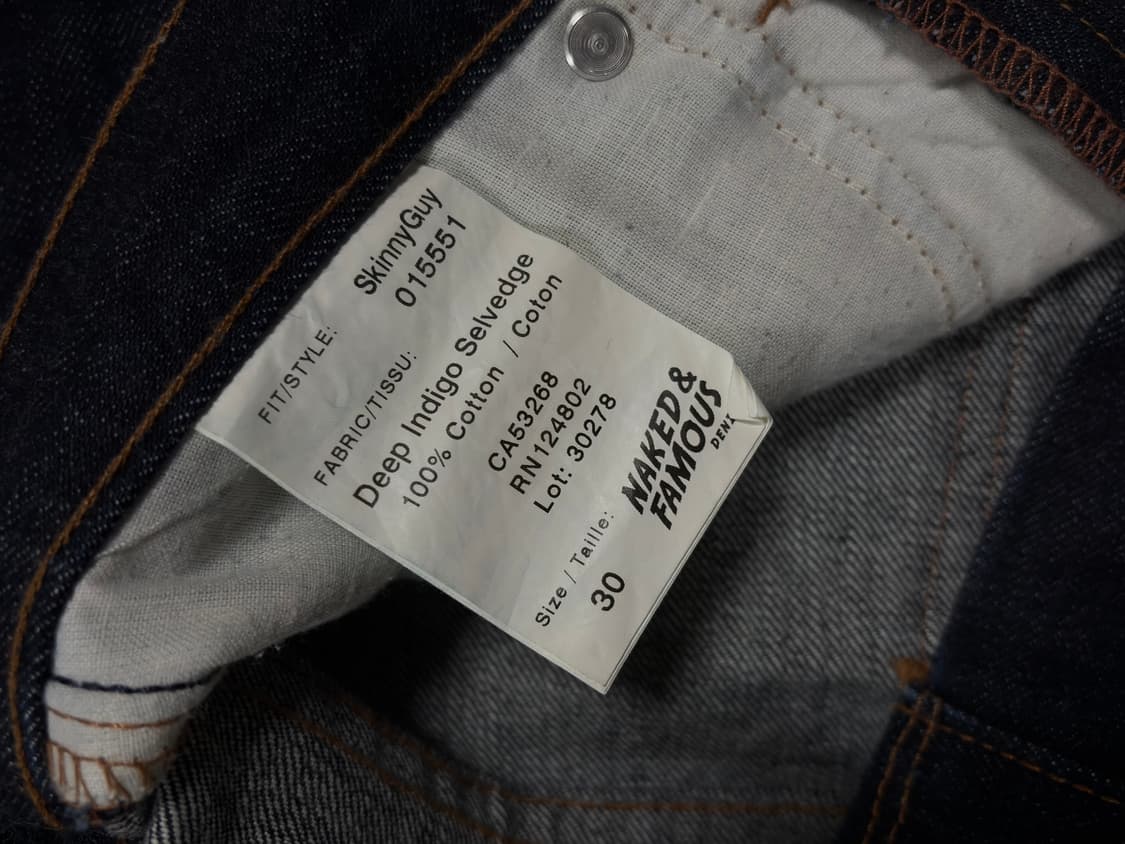 FIT/STYLE:
SkinnyGuy
015551
FABRIC/TISSU:
Deep Indigo Selvedge
100% Cotton / Coton
CA53268
RN124802
Lot: 30278
Size / Taille:
30
NAKED &
FAMOUS